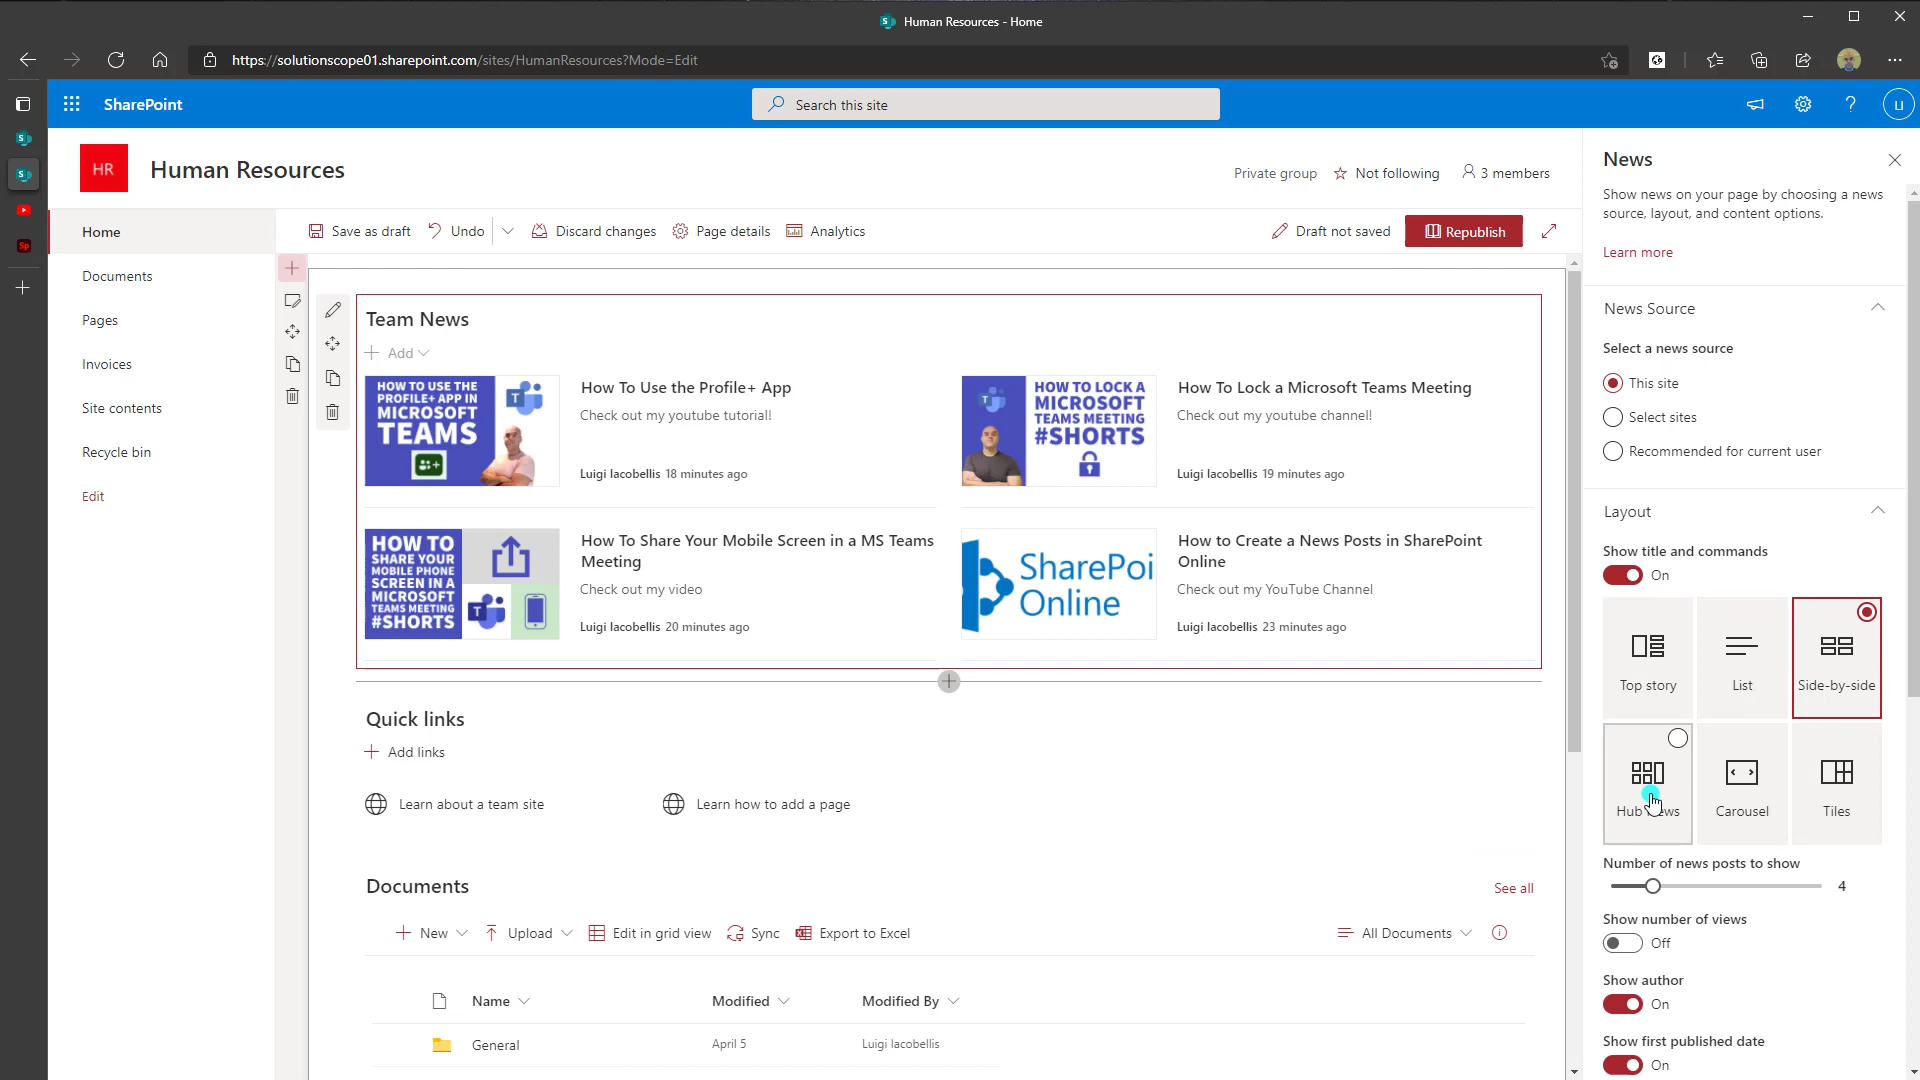 Human Resources - Home
https://solutionscope01.sharepoint.com/sites/HumanResources?Mode=Edit
SharePoint
Search this site
LI
HR
Human Resources
Private group
Not following
3 members
Home
Documents
Pages
Invoices
Site contents
Recycle bin
Edit
Save as draft
Undo
Discard changes
Page details
Analytics
Draft not saved
Republish
Team News
Add
HOW TO USE THE
PROFILE+ APP IN
MICROSOFT
TEAMS
How To Use the Profile+ App
Check out my youtube tutorial!
Luigi Iacobellis 18 minutes ago
HOW TO LOCK A
MICROSOFT
TEAMS MEETING
#SHORTS
How To Lock a Microsoft Teams Meeting
Check out my youtube channel!
Luigi Iacobellis 19 minutes ago
HOW TO
SHARE YOUR
MOBILE PHONE
SCREEN IN A
MICROSOFT
TEAMS MEETING
#SHORTS
How To Share Your Mobile Screen in a MS Teams
Meeting
Check out my video
Luigi Iacobellis 20 minutes ago
SharePoi
Online
How to Create a News Posts in SharePoint
Online
Check out my YouTube Channel
Luigi Iacobellis 23 minutes ago
Quick links
Add links
Learn about a team site
Learn how to add a page
Documents
See all
New
Upload
Edit in grid view
Sync
Export to Excel
All Documents
Name
Modified
Modified By
General
April 5
Luigi Iacobellis
News
Show news on your page by choosing a news
source, layout, and content options.
Learn more
News Source
Select a news source
This site
Select sites
Recommended for current user
Layout
Show title and commands
On
Top story
List
Side-by-side
Hub news
Carousel
Tiles
Number of news posts to show
4
Show number of views
Off
Show author
On
Show first published date
On